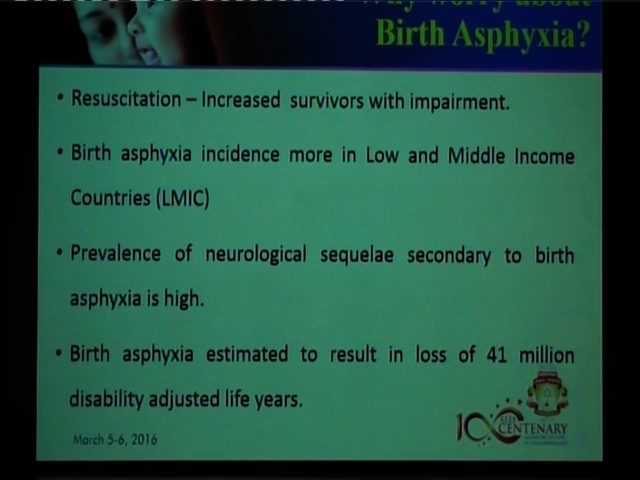 Why worry about
Birth Asphyxia?
• Resuscitation – Increased survivors with impairment.
• Birth asphyxia incidence more in Low and Middle Income
Countries (LMIC)
• Prevalence of neurological sequelae secondary to birth
asphyxia is high.
• Birth asphyxia estimated to result in loss of 41 million
disability adjusted life years.
March 5-6, 2016
CENTENARY